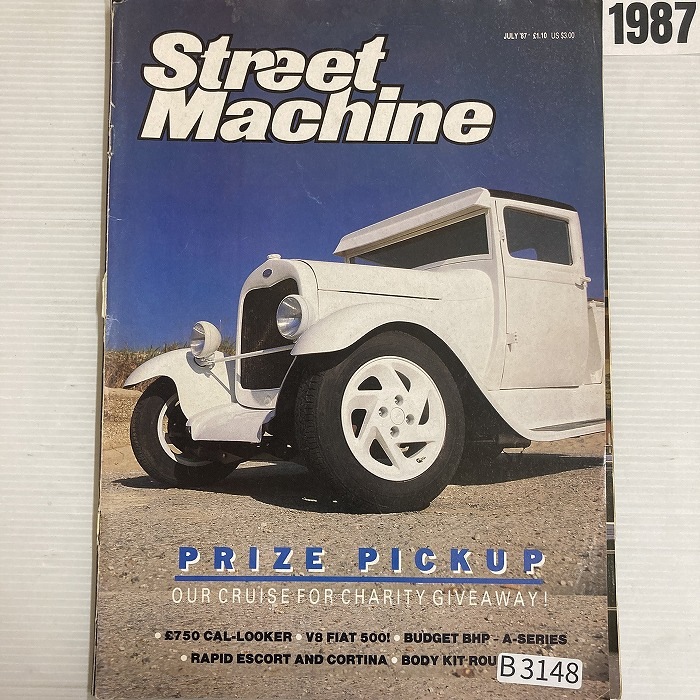 1987
JULY '87 · £1.10 US $3.00
Street
Machine
PRIZE PICKUP
OUR CRUISE FOR CHARITY GIVEAWAY!
• £750 CAL-LOOKER • V8 FIAT 500! • BUDGET BHP - A-SERIES
• RAPID ESCORT AND CORTINA • BODY KIT ROU
B3148